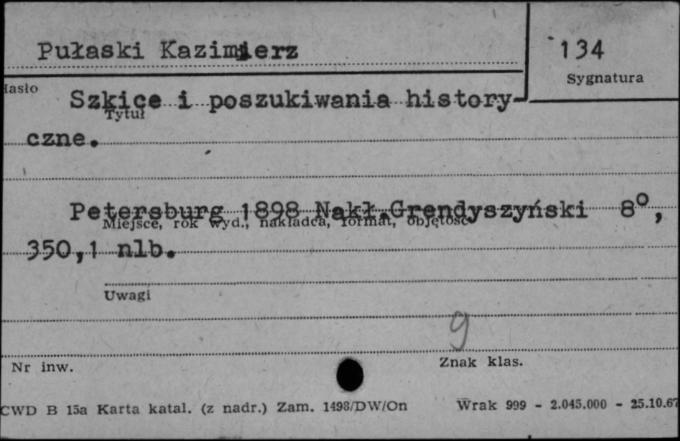 Pułaski Kazimierz
134
Sygnatura
Hasło
Szkice i poszukiwania history-
Tytuł
czne.
Petersburg 1898 Nakł.Grendyszyński 8°,
Miejsce, rok wyd., nakładca, format, objętość
350,1 nlb.
Uwagi
9
Nr inw.
Znak klas.
CWD B 15a Karta katal. (z nadr.) Zam. 1498/DW/On Wrak 999 - 2.045.000 - 25.10.67